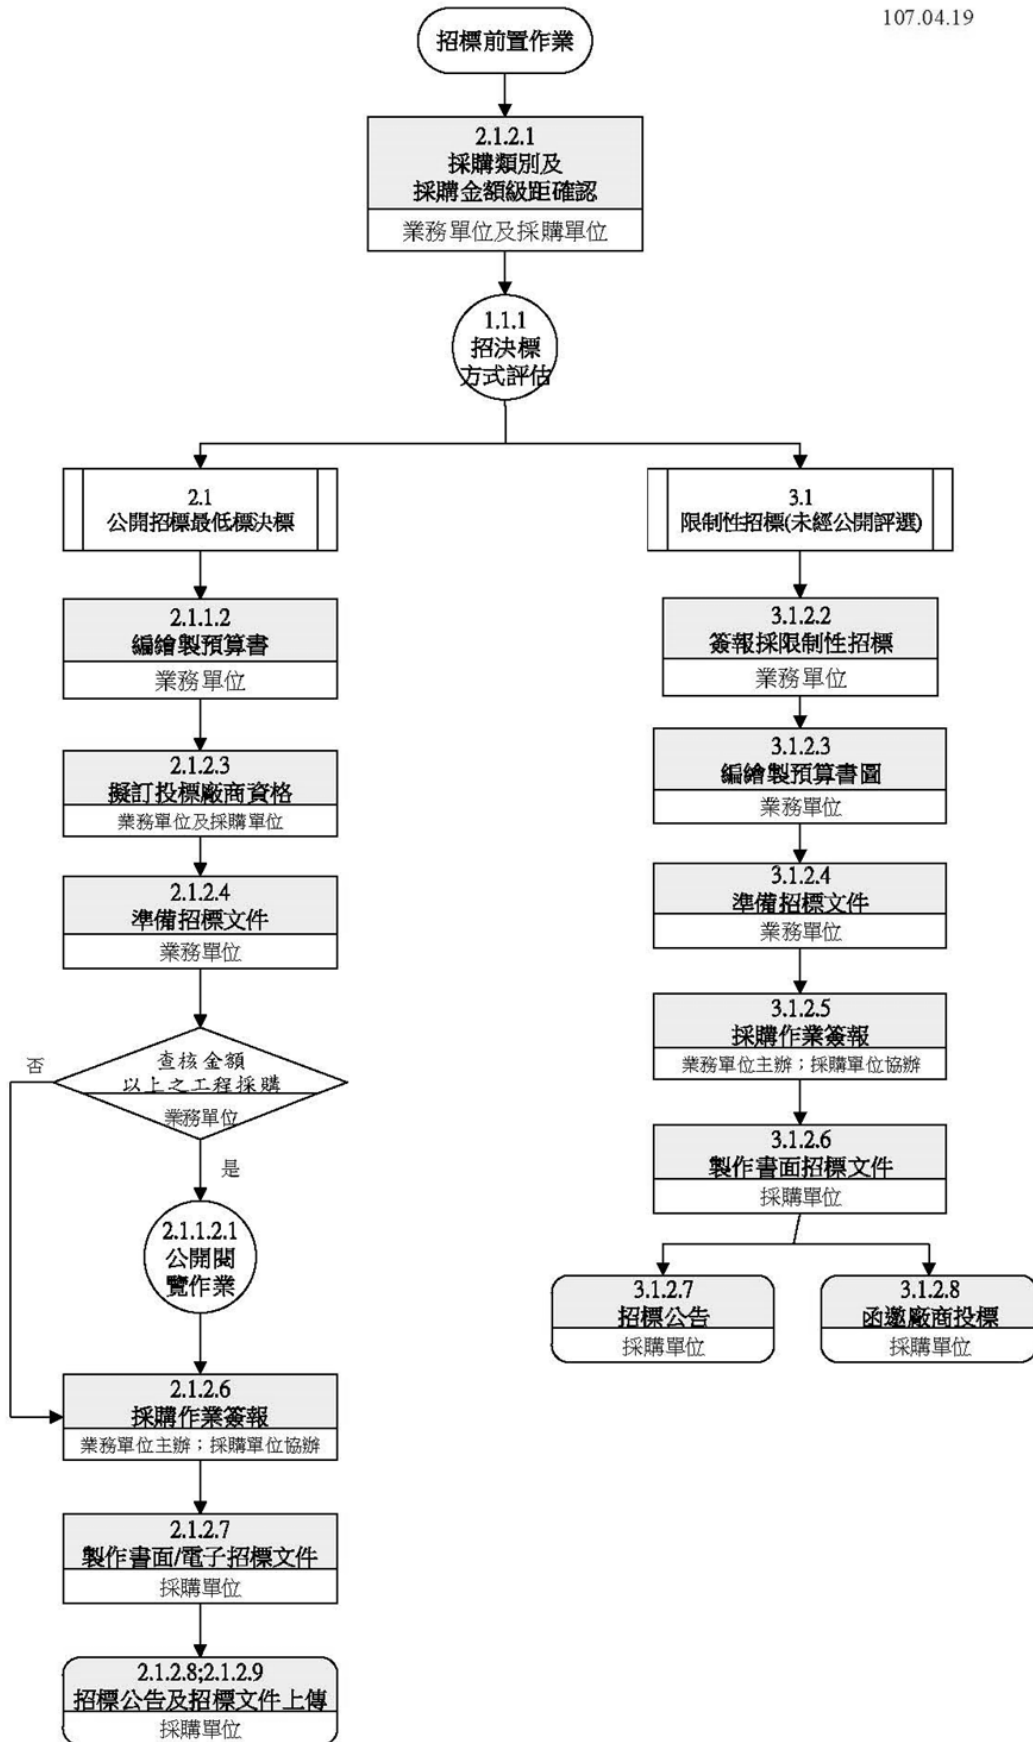 107.04.19
招標前置作業
2.1.2.1
採購類別及
採購金額級距確認
業務單位及採購單位
1.1.1
招決標
方式評估
2.1
公開招標最低標決標
2.1.1.2
編繪製預算書
業務單位
2.1.2.3
擬訂投標廠商資格
業務單位及採購單位
2.1.2.4
準備招標文件
業務單位
查核金額
以上之工程採購
業務單位
否
是
2.1.1.2.1
公開閱
覽作業
2.1.2.6
採購作業簽報
業務單位主辦；採購單位協辦
2.1.2.7
製作書面/電子招標文件
採購單位
2.1.2.8;2.1.2.9
招標公告及招標文件上傳
採購單位
3.1
限制性招標(未經公開評選)
3.1.2.2
簽報採限制性招標
業務單位
3.1.2.3
編繪製預算書圖
業務單位
3.1.2.4
準備招標文件
業務單位
3.1.2.5
採購作業簽報
業務單位主辦；採購單位協辦
3.1.2.6
製作書面招標文件
採購單位
3.1.2.7
招標公告
採購單位
3.1.2.8
函邀廠商投標
採購單位